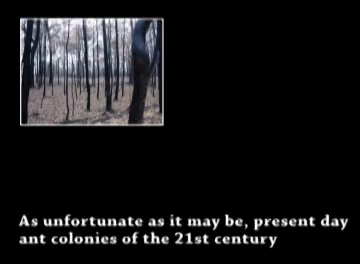 As unfortunate as it may be, present day
ant colonies of the 21st century